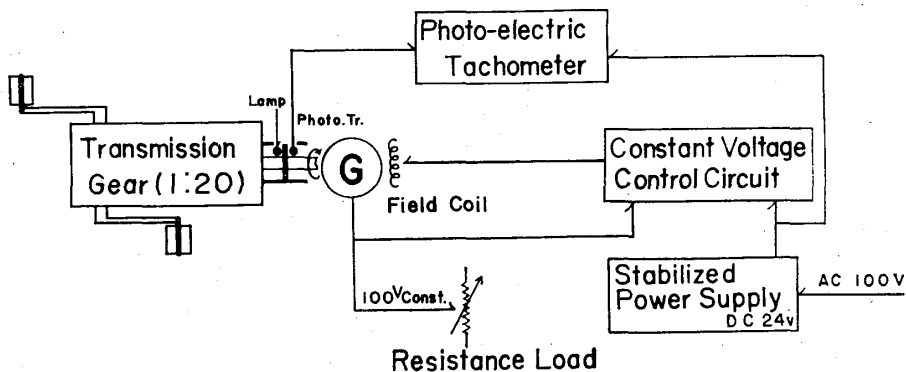 Photo-electric
Tachometer
Lamp
Photo.Tr.
Transmission
Gear (1:20)
G
Field Coil
Constant Voltage
Control Circuit
100V Const.
Resistance Load
Stabilized
Power Supply
DC 24v
AC 100V